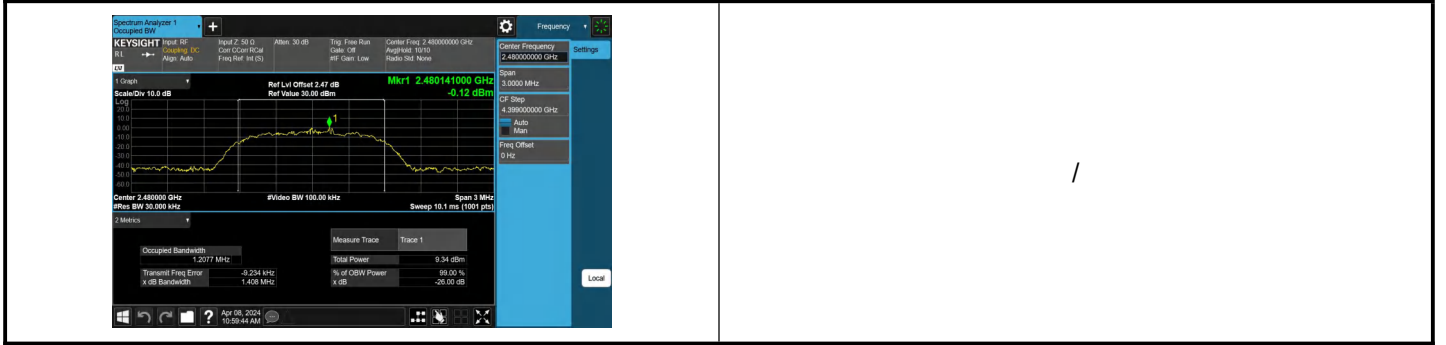 Spectrum Analyzer 1
Occupied BW
+
Frequency
KEYSIGHT
RL
LXI
Input: RF
Coupling: DC
Align: Auto
Input Z: 50 Ω
Corr CCorr RCal
Freq Ref: Int (S)
Atten: 30 dB
Trig: Free Run
Gate: Off
#IF Gain: Low
Center Freq: 2.480000000 GHz
Avg|Hold: 10/10
Radio Std: None
Center Frequency
2.480000000 GHz
Settings
Span
3.0000 MHz
CF Step
4.399000000 GHz
Auto
Man
Freq Offset
0 Hz
1 Graph
Scale/Div 10.0 dB
Ref Lvl Offset 2.47 dB
Ref Value 30.00 dBm
Mkr1 2.480141000 GHz
-0.12 dBm
Log
20.0
10.0
0.00
-10.0
-20.0
-30.0
-40.0
-50.0
-60.0
1
Center 2.480000 GHz
#Res BW 30.000 kHz
#Video BW 100.00 kHz
Span 3 MHz
Sweep 10.1 ms (1001 pts)
2 Metrics
Measure Trace Trace 1
Occupied Bandwidth
1.2077 MHz
Total Power 9.34 dBm
Transmit Freq Error -9.234 kHz
% of OBW Power 99.00 %
x dB Bandwidth 1.408 MHz
x dB -26.00 dB
Local
?
Apr 08, 2024
10:59:44 AM
/